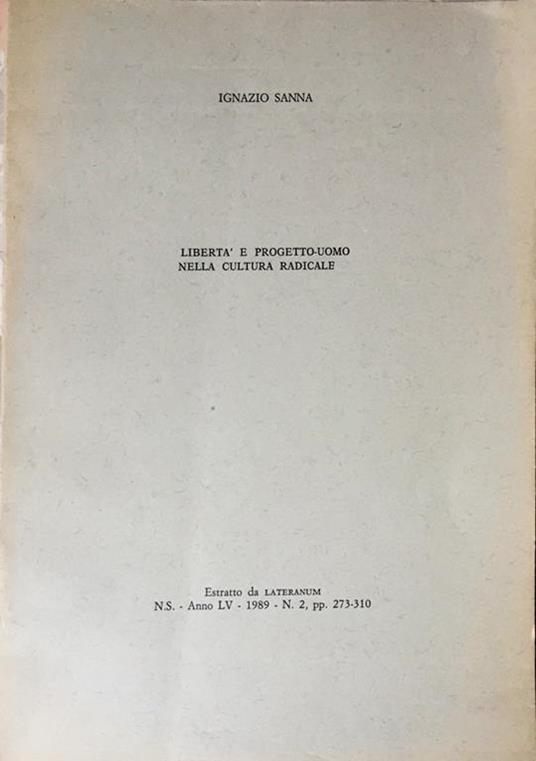 IGNAZIO SANNA
LIBERTA' E PROGETTO-UOMO
NELLA CULTURA RADICALE
Estratto da LATERANUM
N.S. - Anno LV - 1989 - N. 2, pp. 273-310